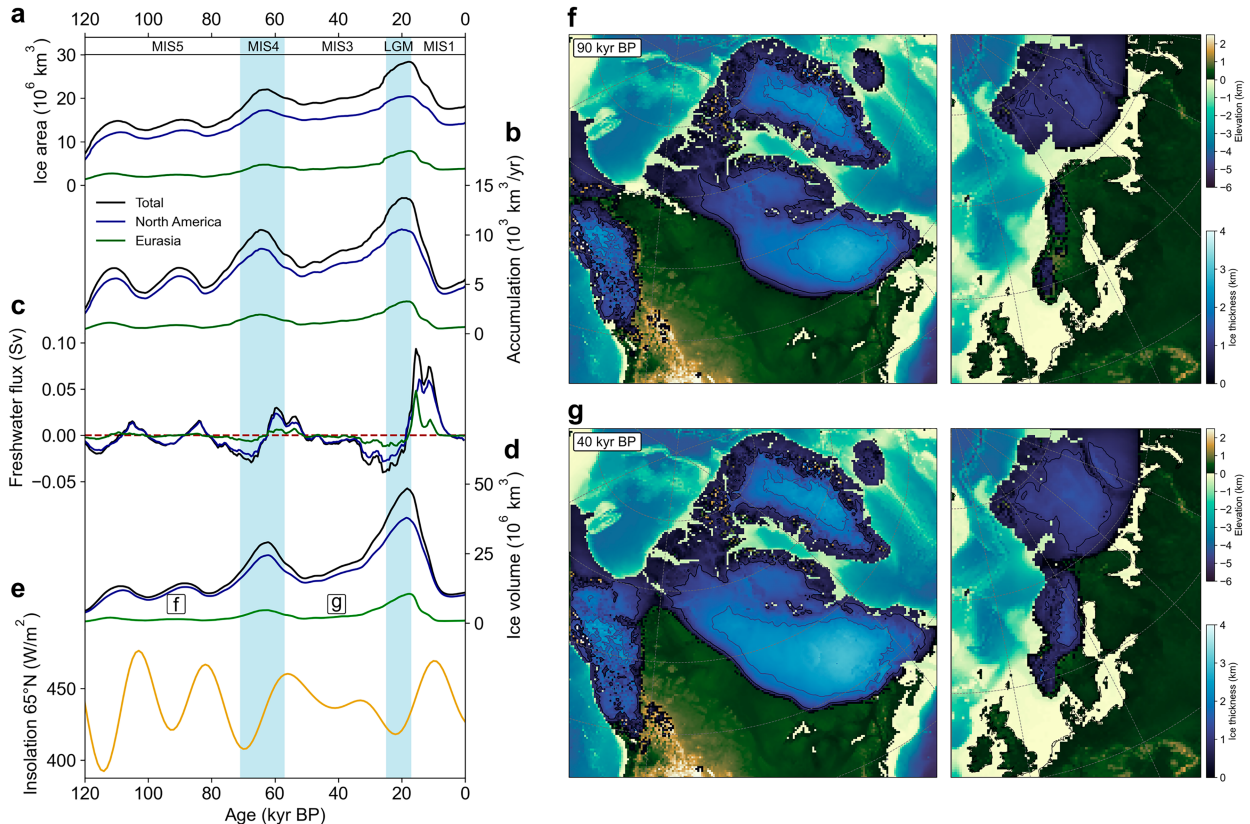 a
120 100 80 60 40 20 0
MIS5 MIS4 MIS3 LGM MIS1
Ice area (10⁶ km³)
30
20
10
0
Total
North America
Eurasia
b
Accumulation (10³ km³/yr)
15
10
5
0
c
Freshwater flux (Sv)
0.10
0.05
0.00
−0.05
d
Ice volume (10⁶ km³)
50
25
0
f
g
e
Insolation 65°N (W/m²)
450
400
120 100 80 60 40 20 0
Age (kyr BP)
f
90 kyr BP
2
1
0
−1
−2
−3
−4
−5
−6
Elevation (km)
4
3
2
1
0
Ice thickness (km)
g
40 kyr BP
2
1
0
−1
−2
−3
−4
−5
−6
Elevation (km)
4
3
2
1
0
Ice thickness (km)